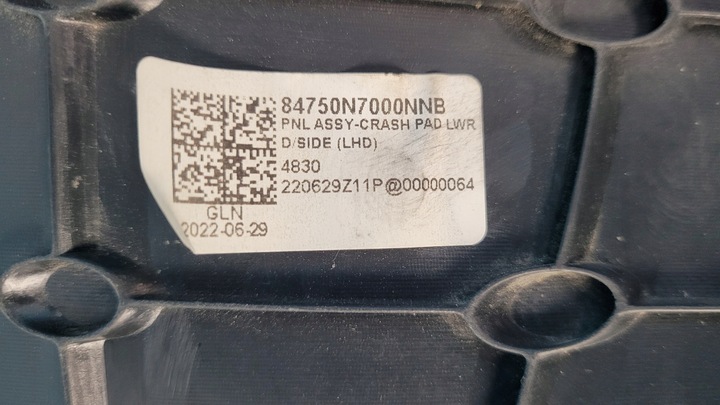 84750N7000NNB
PNL ASSY-CRASH PAD LWR
D/SIDE (LHD)
4830
220629Z11P@00000064
GLN
2022-06-29